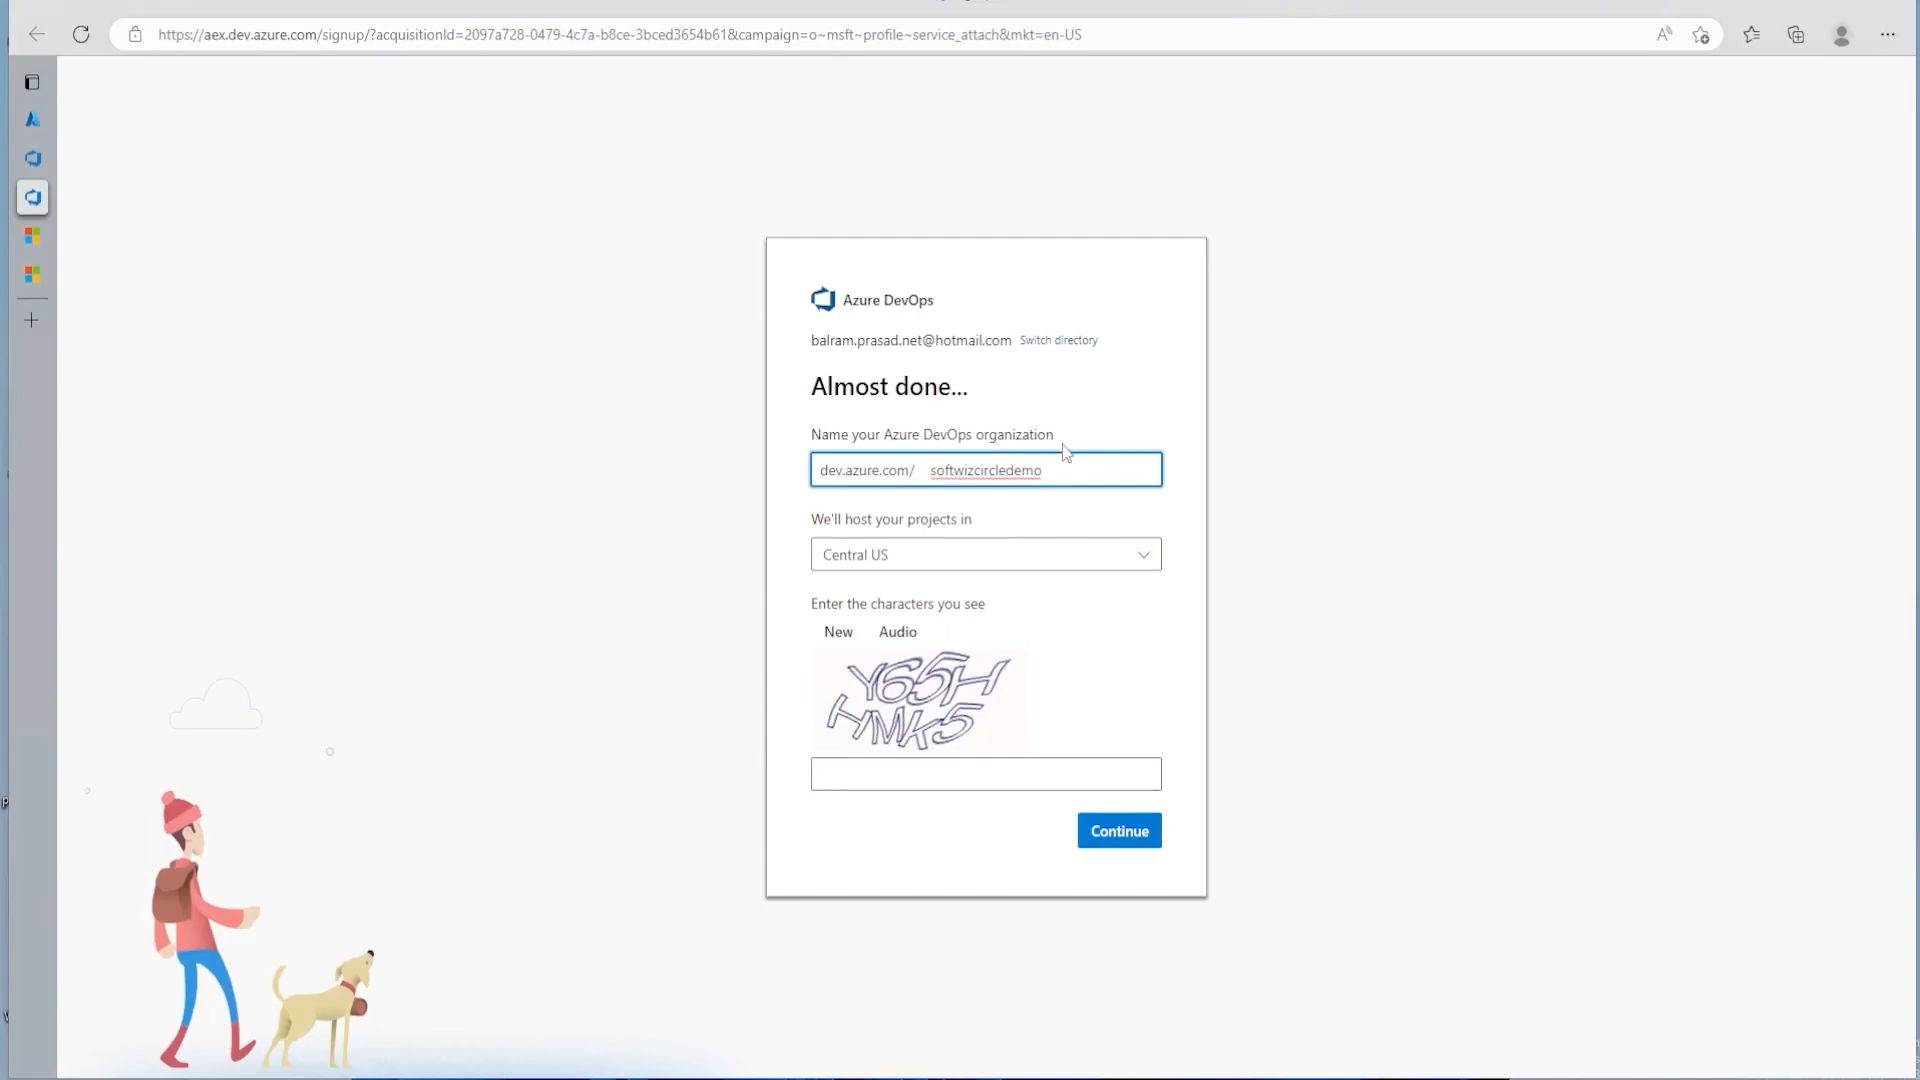 https://aex.dev.azure.com/signup/?acquisitionId=2097a728-0479-4c7a-b8ce-3bced3654b61&campaign=o~msft~profile~service_attach&mkt=en-US
Azure DevOps
balram.prasad.net@hotmail.com Switch directory
Almost done...
Name your Azure DevOps organization
dev.azure.com/ softwizcircledemo
We'll host your projects in
Central US
Enter the characters you see
New Audio
Y65H
HMK5
Continue